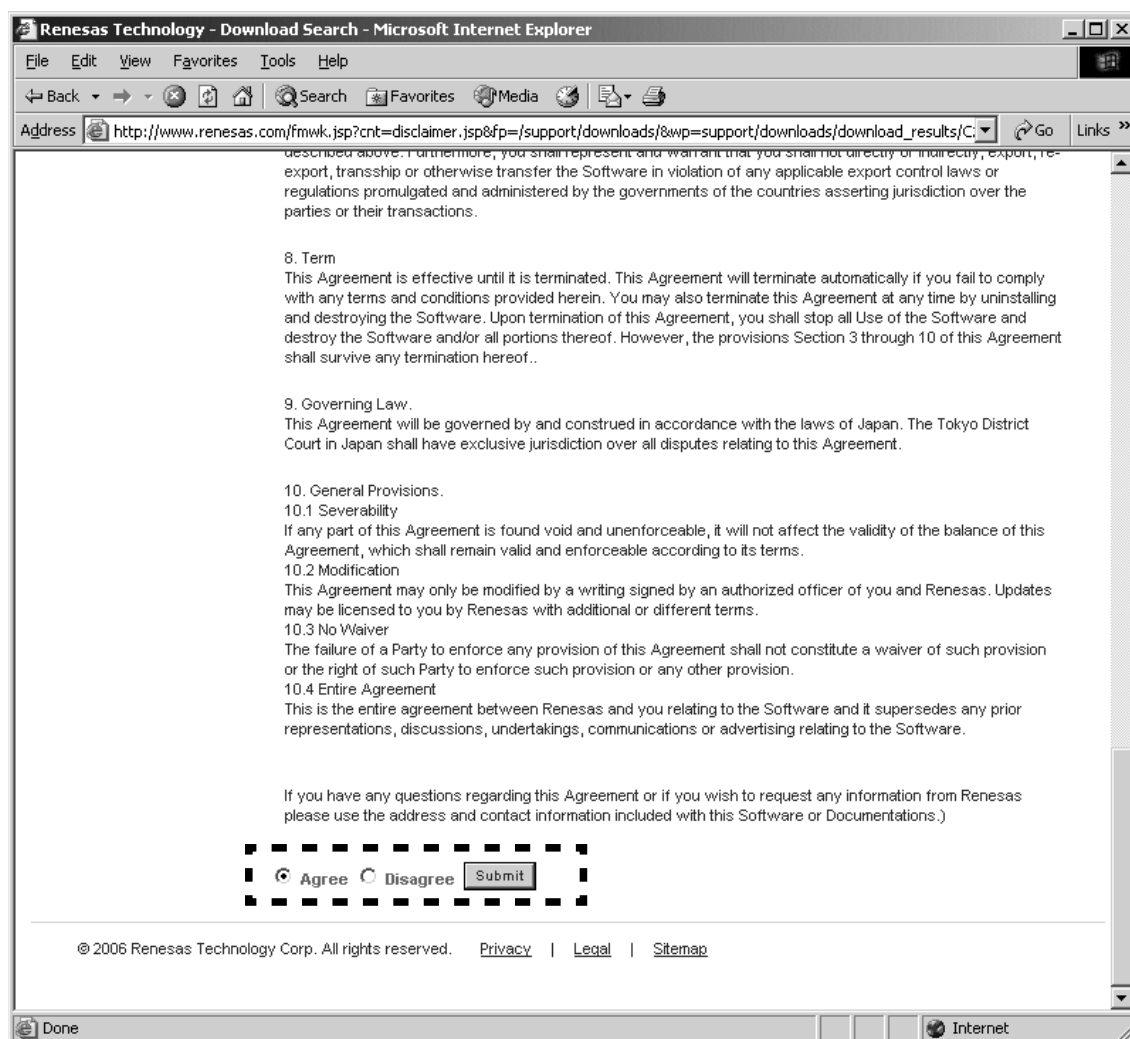 Renesas Technology - Download Search - Microsoft Internet Explorer
File Edit View Favorites Tools Help
Back Search Favorites Media
Address http://www.renesas.com/fmwk.jsp?cnt=disclaimer.jsp&fp=/support/downloads/&wp=support/downloads/download_results/C: Go Links »
described above. Furthermore, you shall represent and warrant that you shall not directly or indirectly, export, re-
export, transship or otherwise transfer the Software in violation of any applicable export control laws or
regulations promulgated and administered by the governments of the countries asserting jurisdiction over the
parties or their transactions.
8. Term
This Agreement is effective until it is terminated. This Agreement will terminate automatically if you fail to comply
with any terms and conditions provided herein. You may also terminate this Agreement at any time by uninstalling
and destroying the Software. Upon termination of this Agreement, you shall stop all Use of the Software and
destroy the Software and/or all portions thereof. However, the provisions Section 3 through 10 of this Agreement
shall survive any termination hereof..
9. Governing Law.
This Agreement will be governed by and construed in accordance with the laws of Japan. The Tokyo District
Court in Japan shall have exclusive jurisdiction over all disputes relating to this Agreement.
10. General Provisions.
10.1 Severability
If any part of this Agreement is found void and unenforceable, it will not affect the validity of the balance of this
Agreement, which shall remain valid and enforceable according to its terms.
10.2 Modification
This Agreement may only be modified by a writing signed by an authorized officer of you and Renesas. Updates
may be licensed to you by Renesas with additional or different terms.
10.3 No Waiver
The failure of a Party to enforce any provision of this Agreement shall not constitute a waiver of such provision
or the right of such Party to enforce such provision or any other provision.
10.4 Entire Agreement
This is the entire agreement between Renesas and you relating to the Software and it supersedes any prior
representations, discussions, undertakings, communications or advertising relating to the Software.
If you have any questions regarding this Agreement or if you wish to request any information from Renesas
please use the address and contact information included with this Software or Documentations.)
Agree Disagree Submit
© 2006 Renesas Technology Corp. All rights reserved. Privacy | Legal | Sitemap
Done Internet